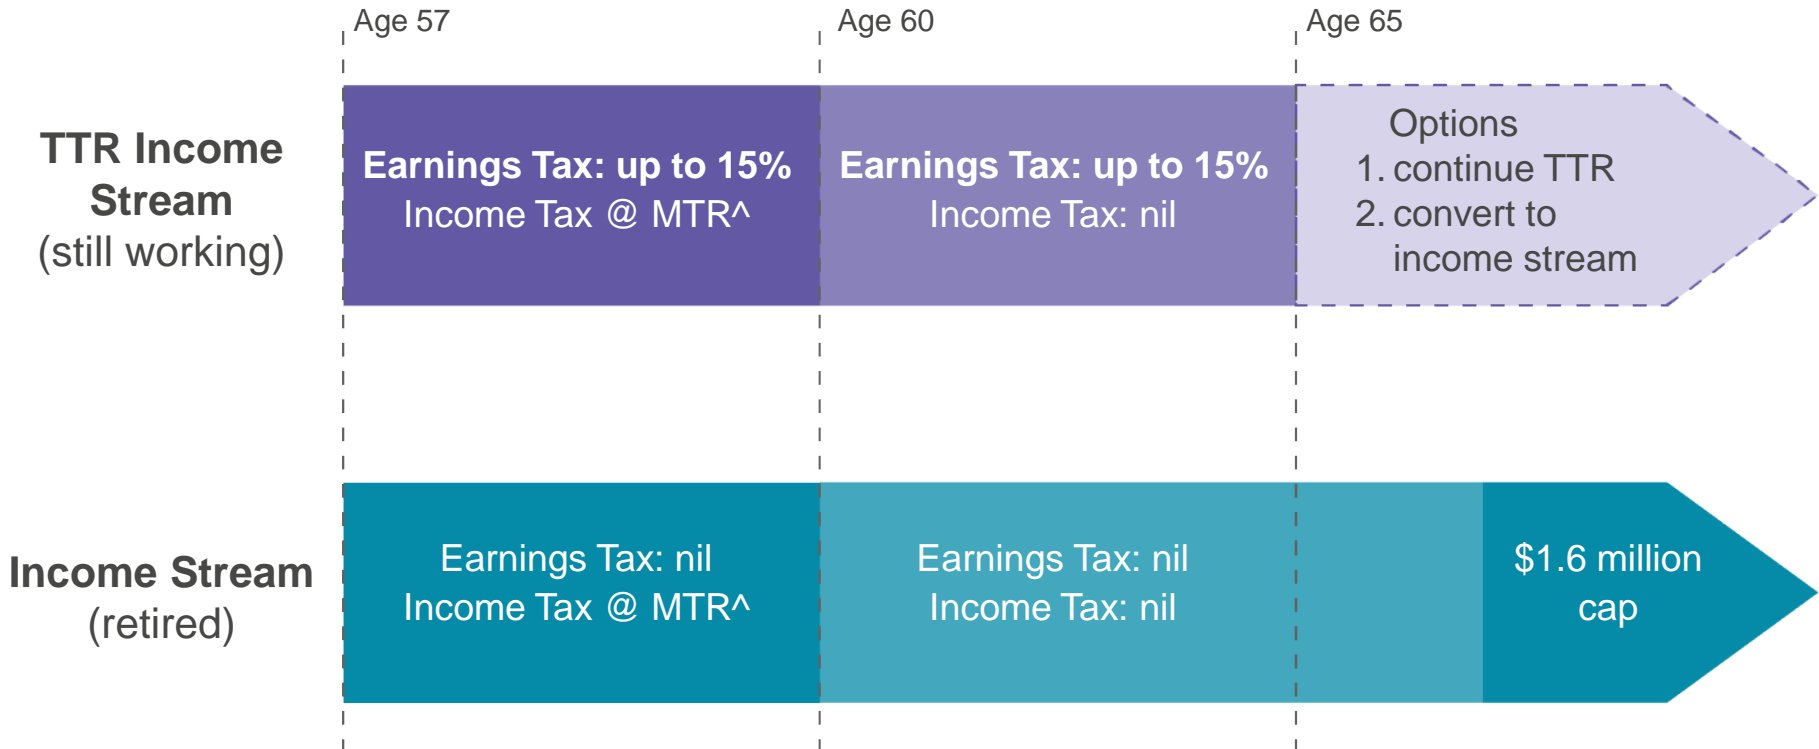 Age 57
Age 60
Age 65
TTR Income
Stream
(still working)
Earnings Tax: up to 15%
Income Tax @ MTR^
Earnings Tax: up to 15%
Income Tax: nil
Options
1. continue TTR
2. convert to
income stream
Income Stream
(retired)
Earnings Tax: nil
Income Tax @ MTR^
Earnings Tax: nil
Income Tax: nil
$1.6 million
cap